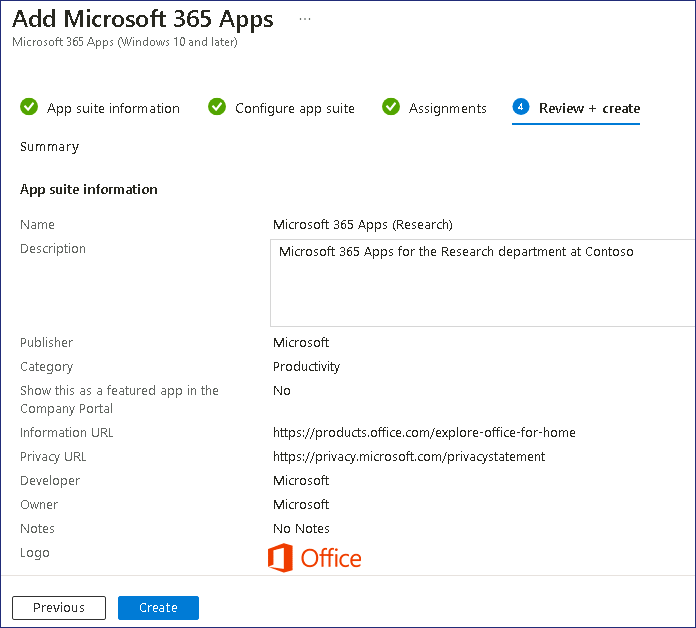 Add Microsoft 365 Apps ...
Microsoft 365 Apps (Windows 10 and later)
App suite information Configure app suite Assignments 4 Review + create
Summary
App suite information
Name Microsoft 365 Apps (Research)
Description Microsoft 365 Apps for the Research department at Contoso
Publisher Microsoft
Category Productivity
Show this as a featured app in the No
Company Portal
Information URL https://products.office.com/explore-office-for-home
Privacy URL https://privacy.microsoft.com/privacystatement
Developer Microsoft
Owner Microsoft
Notes No Notes
Logo Office
Previous Create